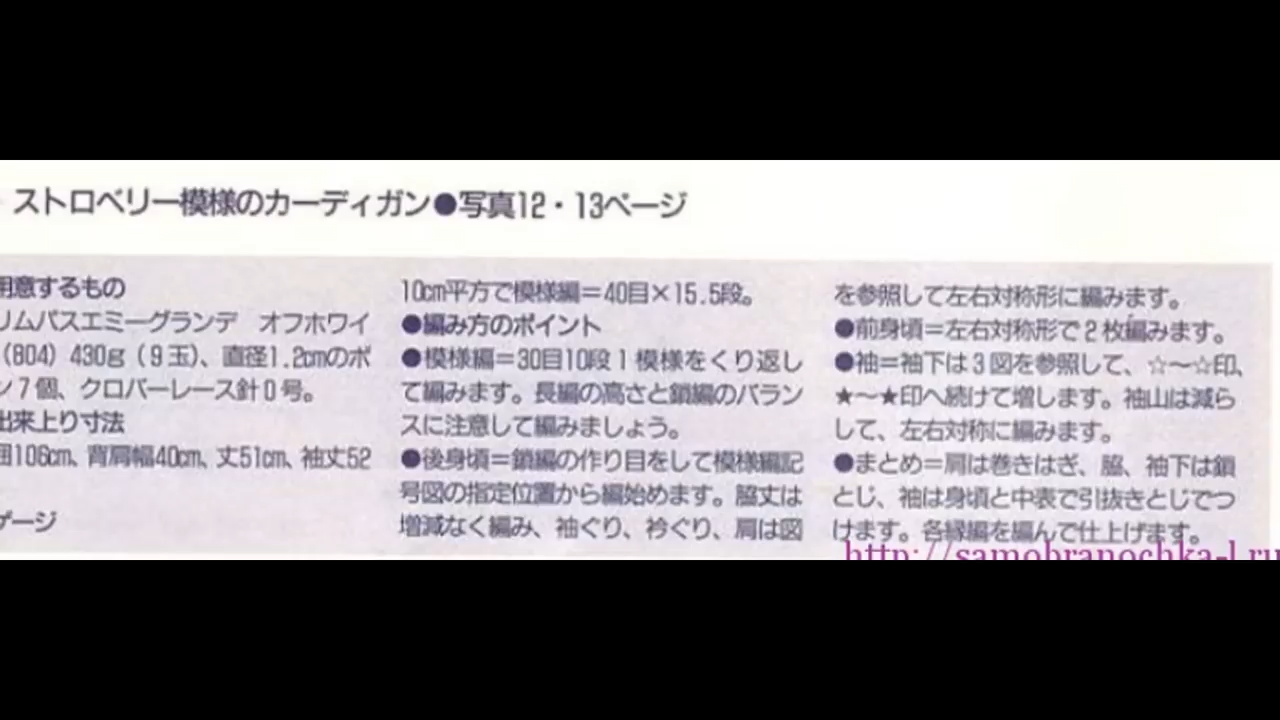 ストロベリー模様のカーディガン●写真12・13ページ
用意するもの
リムパスエミーグランデ オフホワイ
(804) 430g (9玉)、直径1.2cmのボ
ン7個、クロバーレース針0号。
出来上り寸法
囲106cm、背肩幅40cm、丈51cm、袖丈52
ゲージ
10cm平方で模様編=40目×15.5段。
●編み方のポイント
●模様編=30目10段1模様をくり返し
て編みます。長編の高さと鎖編のバラン
スに注意して編みましょう。
●後身頃=鎖編の作り目をして模様編記
号図の指定位置から編始めます。脇丈は
増減なく編み、袖ぐり、衿ぐり、肩は図
を参照して左右対称形に編みます。
●前身頃=左右対称形で2枚編みます。
●袖=袖下は3図を参照して、☆〜☆印、
★〜★印へ続けて増します。袖山は減ら
して、左右対称に編みます。
●まとめ=肩は巻きはぎ、脇、袖下は鎖
とじ、袖は身頃と中表で引抜きとじでつ
けます。各縁編を編んで仕上げます。
http://samobranochka-l.ru